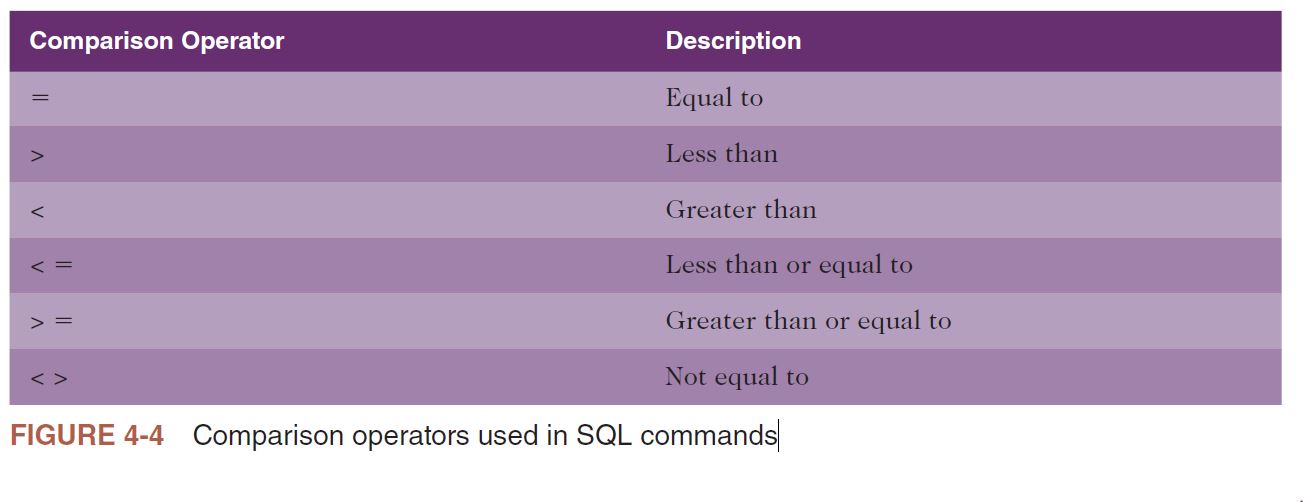 Comparison Operator Description
= Equal to
> Less than
< Greater than
< = Less than or equal to
> = Greater than or equal to
< > Not equal to
FIGURE 4-4 Comparison operators used in SQL commands